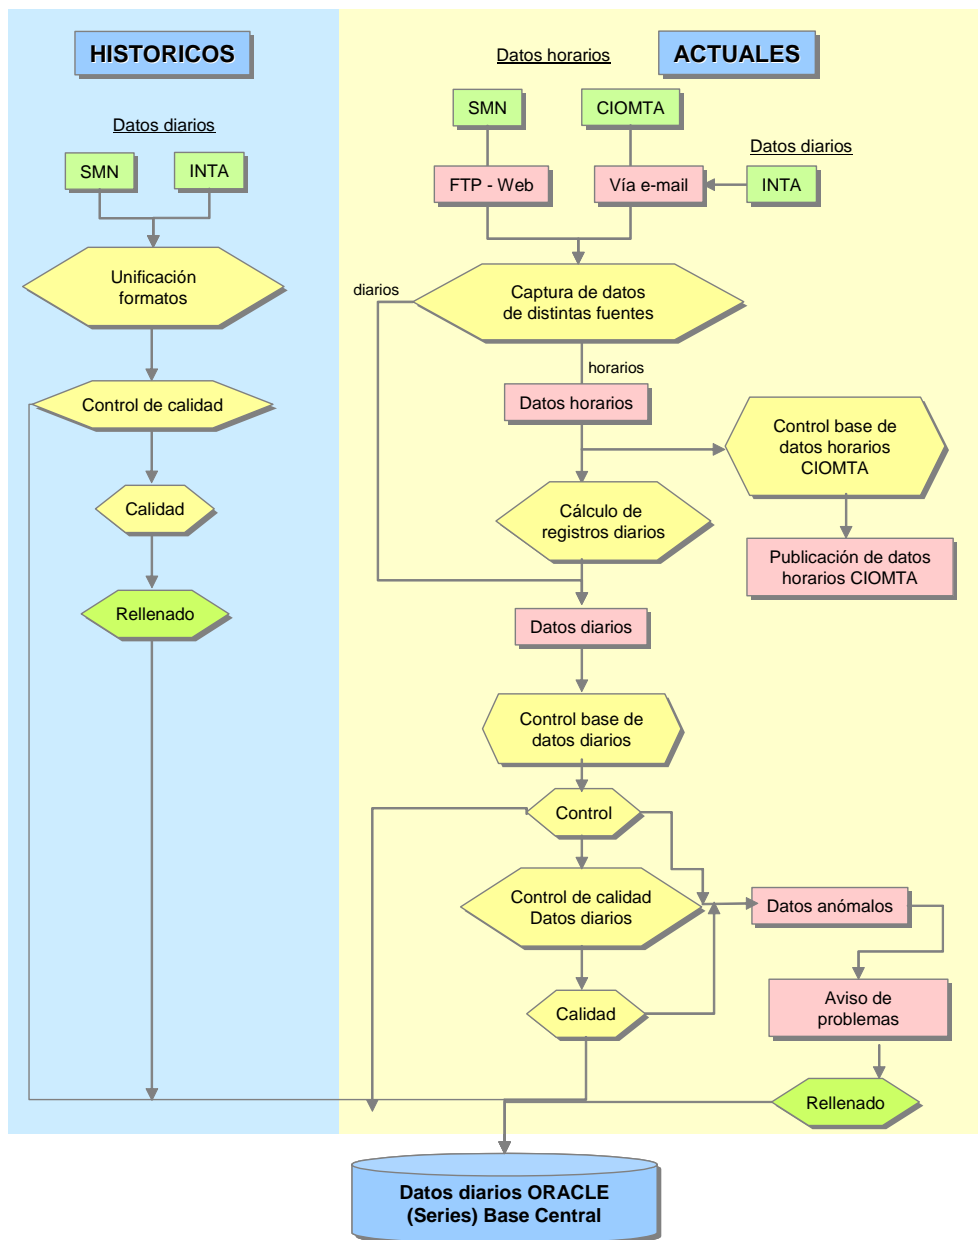 HISTORICOS
Datos diarios
SMN
INTA
Unificación
formatos
Control de calidad
Calidad
Rellenado
ACTUALES
Datos horarios
SMN
CIOMTA
Datos diarios
FTP - Web
Vía e-mail
INTA
diarios
Captura de datos
de distintas fuentes
horarios
Datos horarios
Control base de
datos horarios
CIOMTA
Cálculo de
registros diarios
Publicación de datos
horarios CIOMTA
Datos diarios
Control base de
datos diarios
Control
Control de calidad
Datos diarios
Datos anómalos
Calidad
Aviso de
problemas
Rellenado
Datos diarios ORACLE
(Series) Base Central